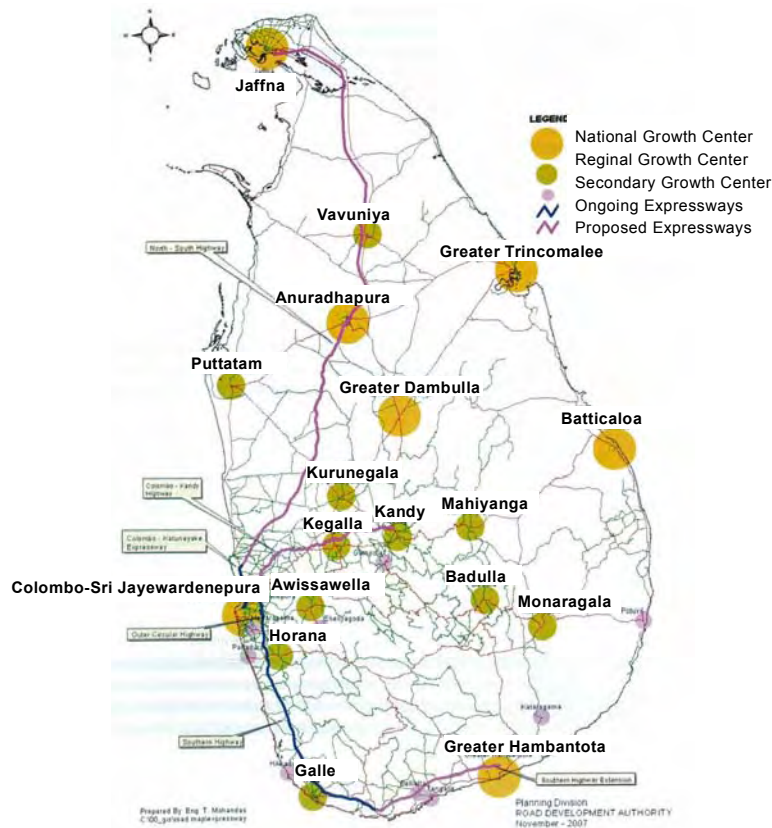 Jaffna
LEGEND
National Growth Center
Reginal Growth Center
Secondary Growth Center
Ongoing Expressways
Proposed Expressways
Vavuniya
North - South Highway
Greater Trincomalee
Anuradhapura
Puttatam
Greater Dambulla
Batticaloa
Kurunegala
Colombo - Kandy
Highway
Kandy
Mahiyanga
Kegalla
Colombo - Katunayake
Expressway
Colombo-Sri Jayewardenepura
Awissawella
Badulla
Monaragala
Outer Circular Highway
Horana
Kataragama
Southern Highway
Greater Hambantota
Galle
Southern Highway Extension
Prepared By Eng. T. Mohandas
Planning Division
ROAD DEVELOPMENT AUTHORITY
November - 2007